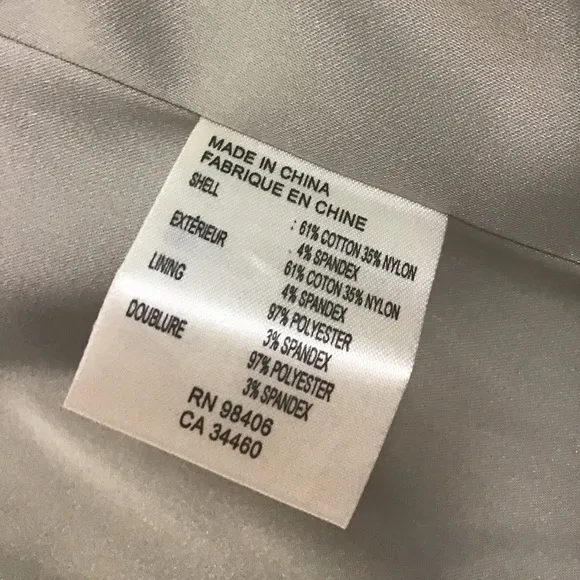 MADE IN CHINA
FABRIQUE EN CHINE
SHELL : 61% COTTON 35% NYLON
4% SPANDEX
EXTÉRIEUR 61% COTON 35% NYLON
4% SPANDEX
LINING 97% POLYESTER
3% SPANDEX
DOUBLURE 97% POLYESTER
3% SPANDEX
RN 98406
CA 34460